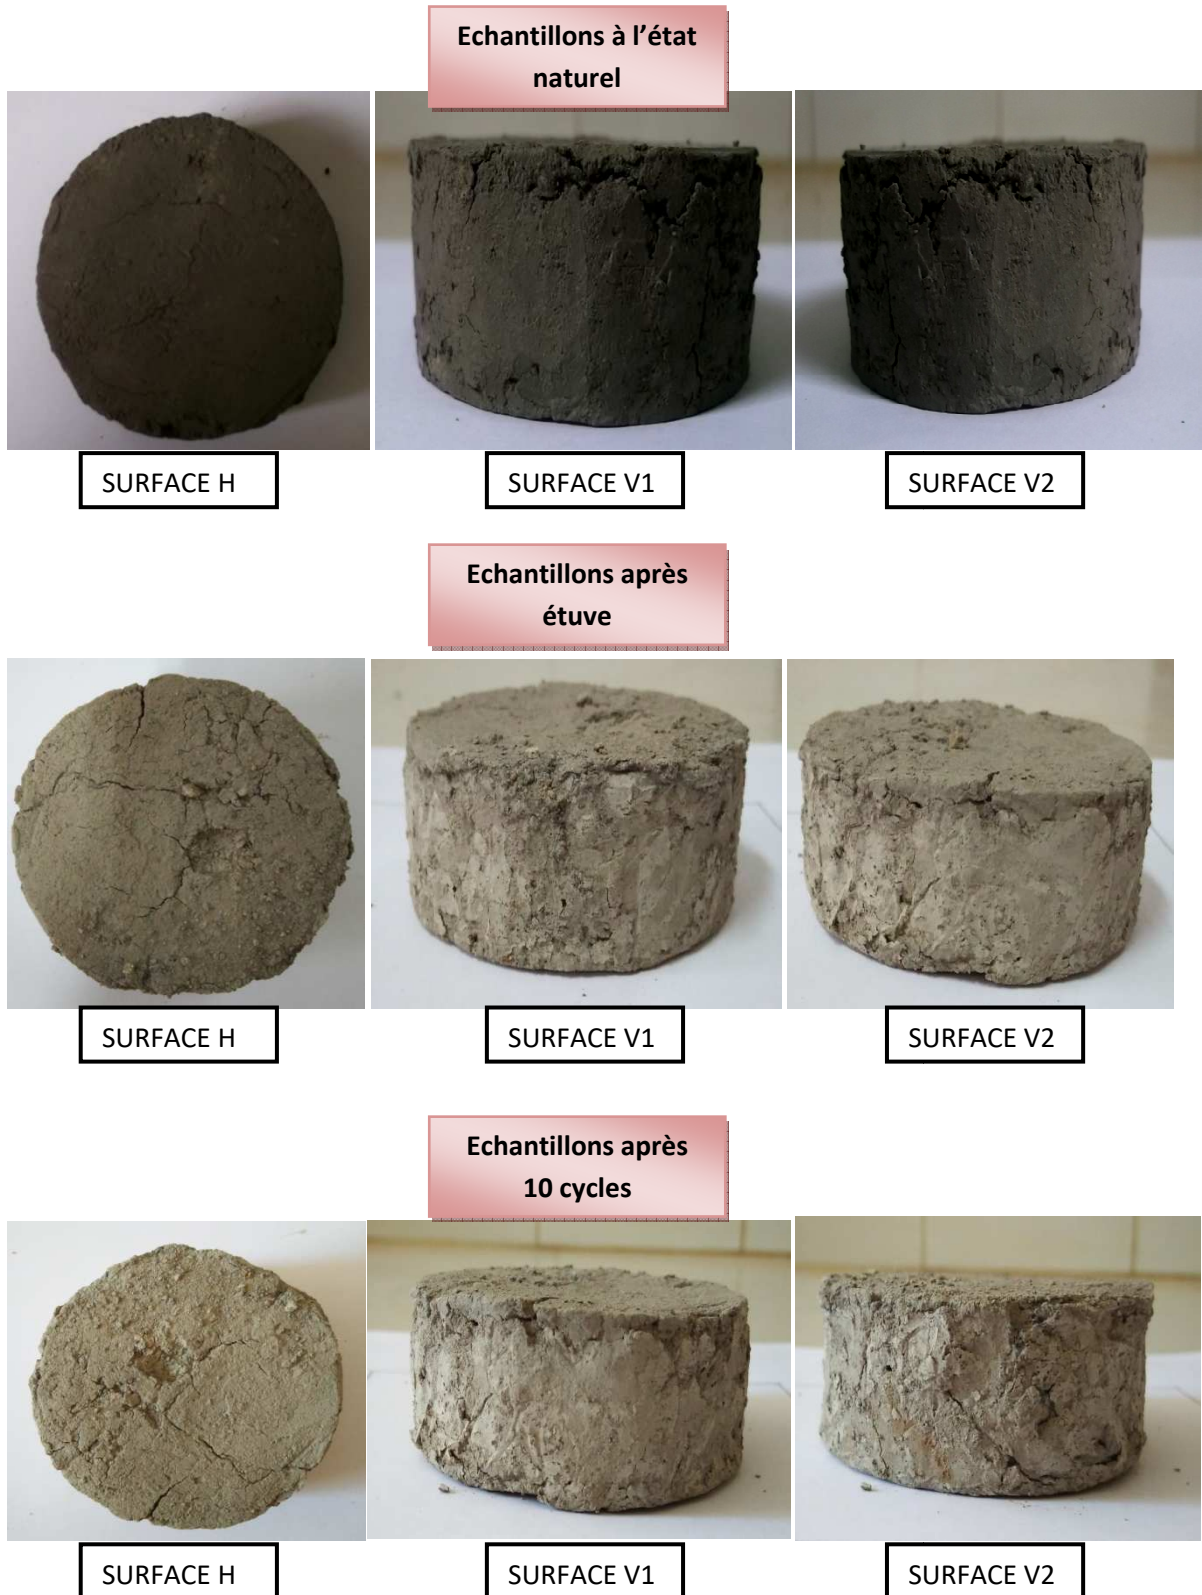 Echantillons à l'état
naturel
SURFACE H
SURFACE V1
SURFACE V2
Echantillons après
étuve
SURFACE H
SURFACE V1
SURFACE V2
Echantillons après
10 cycles
SURFACE H
SURFACE V1
SURFACE V2